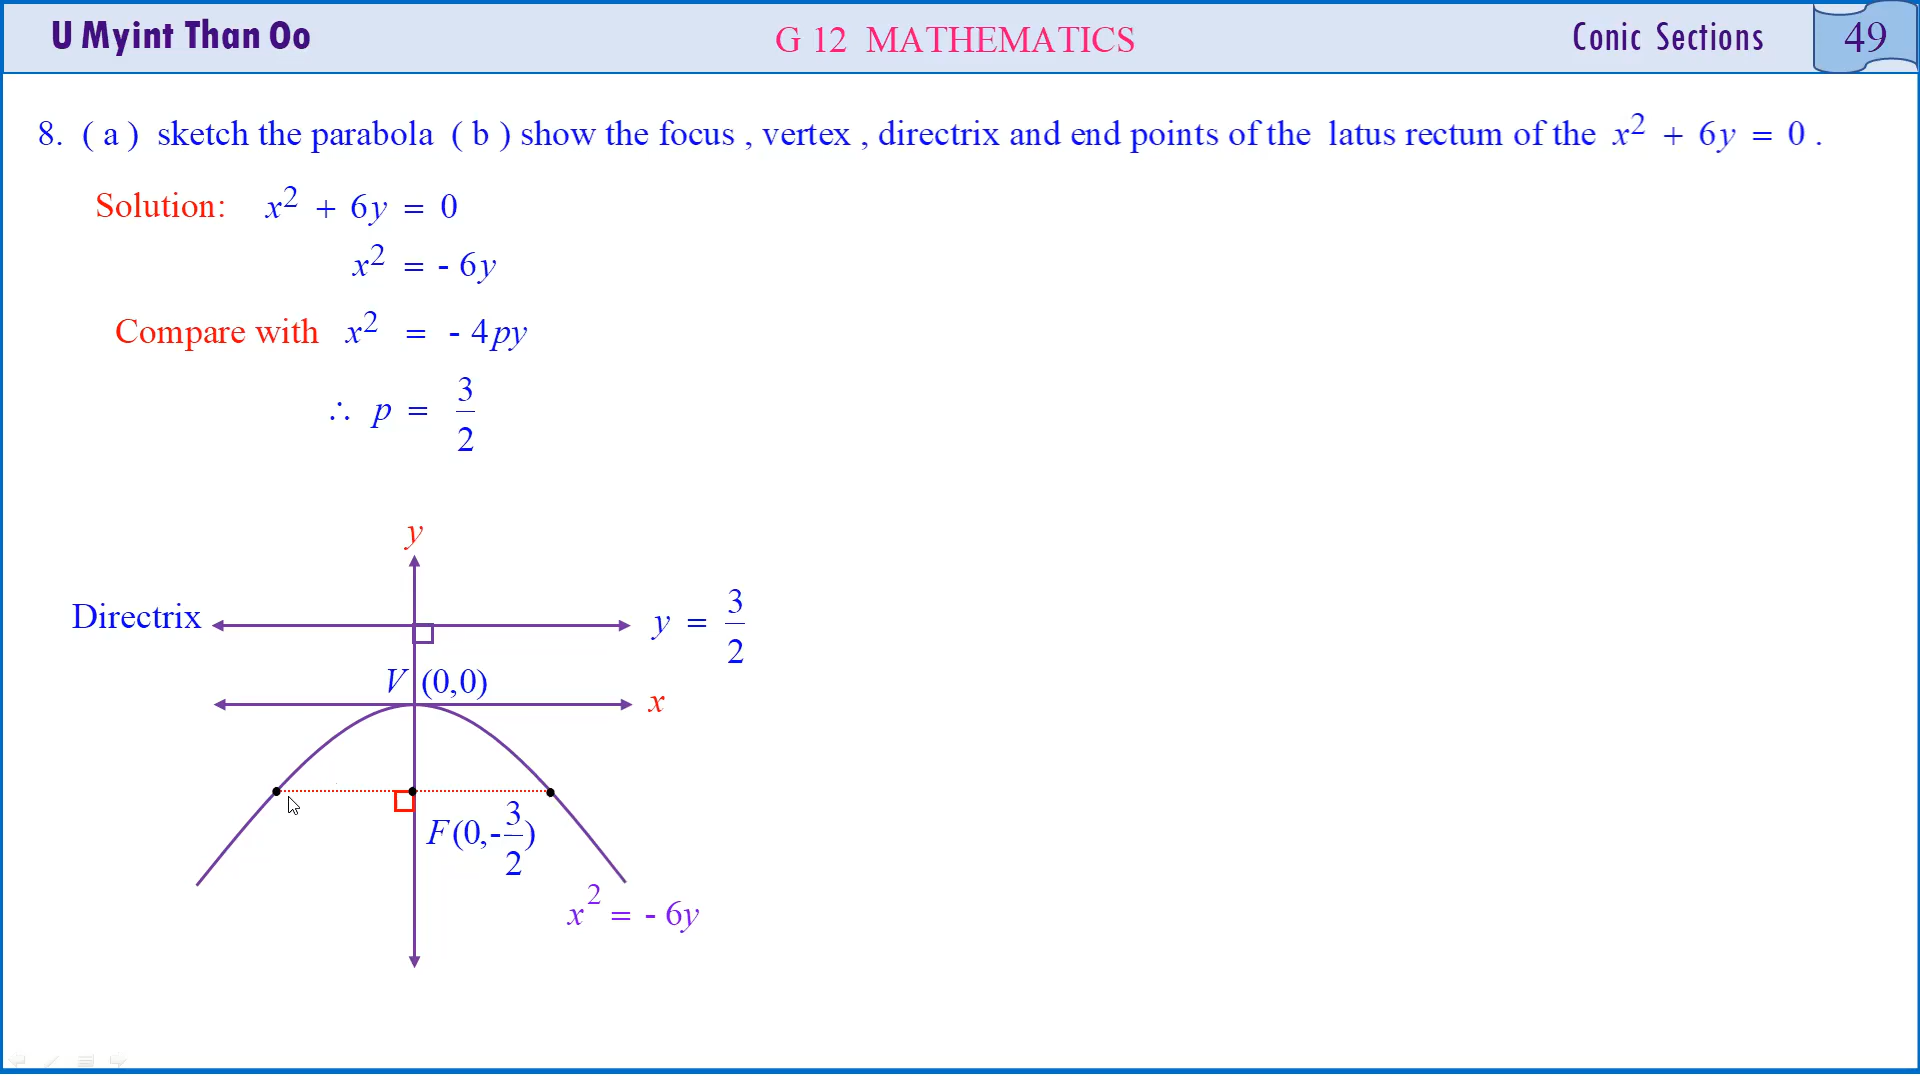 U Myint Than Oo G 12 MATHEMATICS Conic Sections 49
8. ( a ) sketch the parabola ( b ) show the focus , vertex , directrix and end points of the latus rectum of the x² + 6y = 0 .
Solution: x² + 6y = 0
x² = - 6y
Compare with x² = - 4py
∴ p = 3/2
y
Directrix y = 3/2
V (0,0)
x
F(0,-3/2)
x² = - 6y